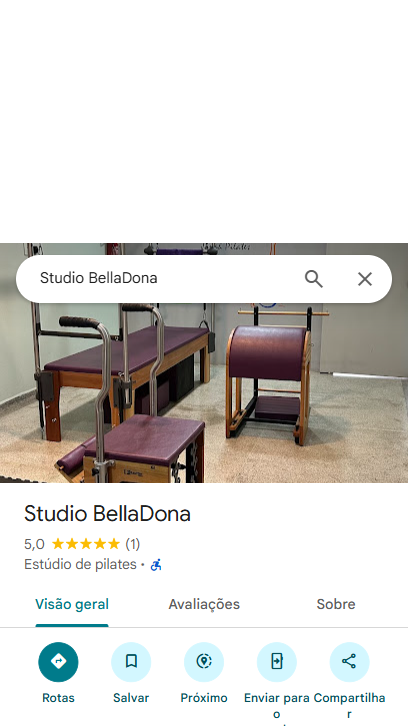 Studio BellaDona
Studio BellaDona
5,0 (1)
Estúdio de pilates ·
Visão geral Avaliações Sobre
Rotas Salvar Próximo Enviar para Compartilha
o r